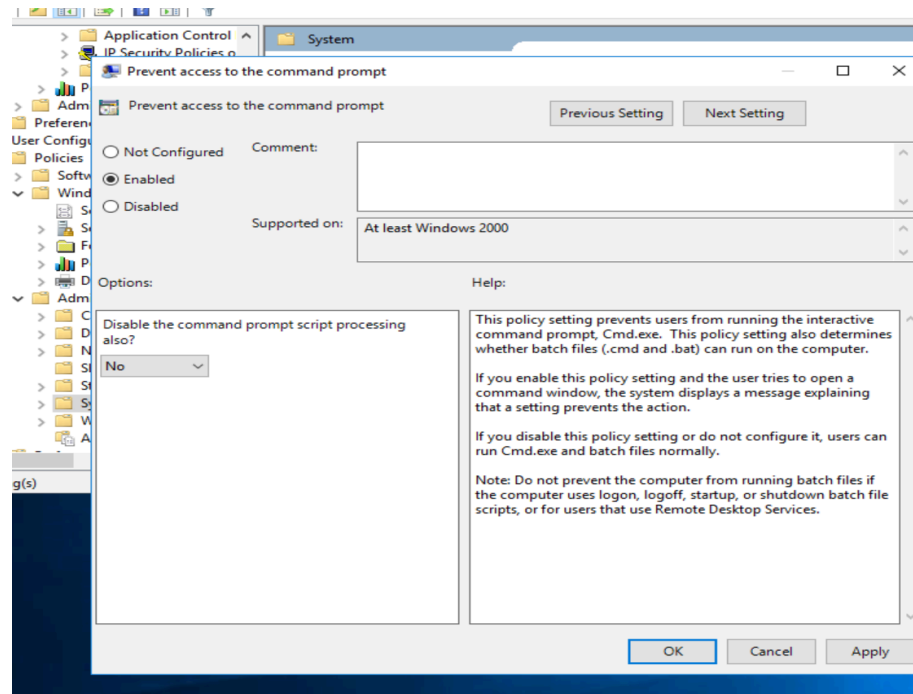 Application Control
System
IP Security Policies o
Prevent access to the command prompt
P
Adm
Prevent access to the command prompt
Previous Setting
Next Setting
Preferen
User Configu
Policies
Not Configured
Comment:
Softw
Enabled
Wind
Disabled
S
Supported on:
At least Windows 2000
S
F
P
D
Options:
Help:
Adm
C
D
N
S
St
Sy
W
A
Disable the command prompt script processing
also?
No
This policy setting prevents users from running the interactive
command prompt, Cmd.exe.  This policy setting also determines
whether batch files (.cmd and .bat) can run on the computer.
If you enable this policy setting and the user tries to open a
command window, the system displays a message explaining
that a setting prevents the action.
If you disable this policy setting or do not configure it, users can
run Cmd.exe and batch files normally.
Note: Do not prevent the computer from running batch files if
the computer uses logon, logoff, startup, or shutdown batch file
scripts, or for users that use Remote Desktop Services.
g(s)
OK
Cancel
Apply